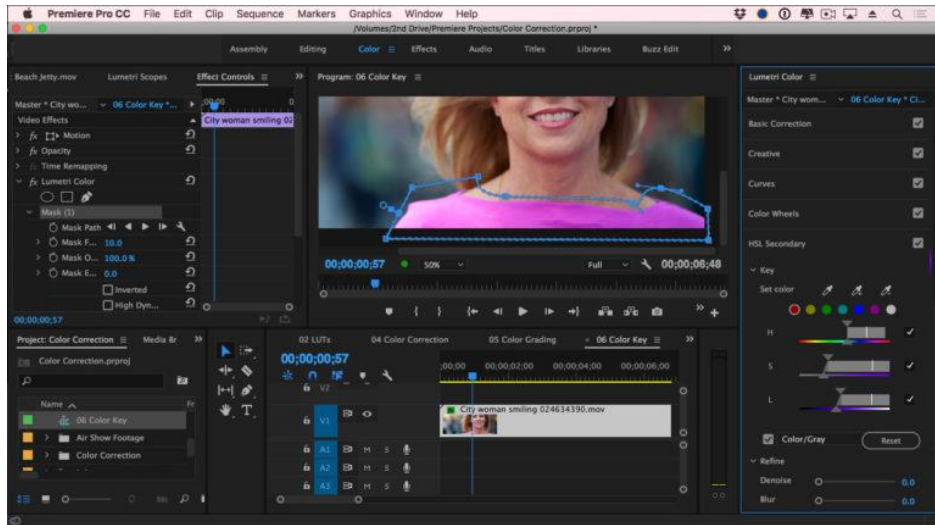 Premiere Pro CC File Edit Clip Sequence Markers Graphics Window Help
/Volumes/2nd Drive/Premiere Projects/Color Correction.prproj *
Assembly Editing Color Effects Audio Titles Libraries Buzz Edit
: Beach Jetty.mov Lumetri Scopes Effect Controls
Program: 06 Color Key
Lumetri Color
Master * City wo... 06 Color Key *...
Video Effects
City woman smiling 02
fx Motion
fx Opacity
Time Remapping
fx Lumetri Color
Mask (1)
Mask Path
Mask F... 10.0
Mask O... 100.0 %
Mask E... 0.0
Inverted
High Dyn...
00;00;00;57
00;00;00;57 50% Full 00;00;06;48
Master * City wom... 06 Color Key * Cl...
Basic Correction
Creative
Curves
Color Wheels
HSL Secondary
Key
Set color
H
S
L
Color/Gray Reset
Refine
Denoise 0.0
Blur 0.0
Project: Color Correction Media Br
Color Correction.prproj
Name Fr
06 Color Key
Air Show Footage
Color Correction
02 LUTs 04 Color Correction 05 Color Grading 06 Color Key
00;00;00;57
;00;00 00;00;02;00 00;00;04;00 00;00;06;00
V2
V1
City woman smiling 024634390.mov
A1 M S
A2 M S
A3 M S